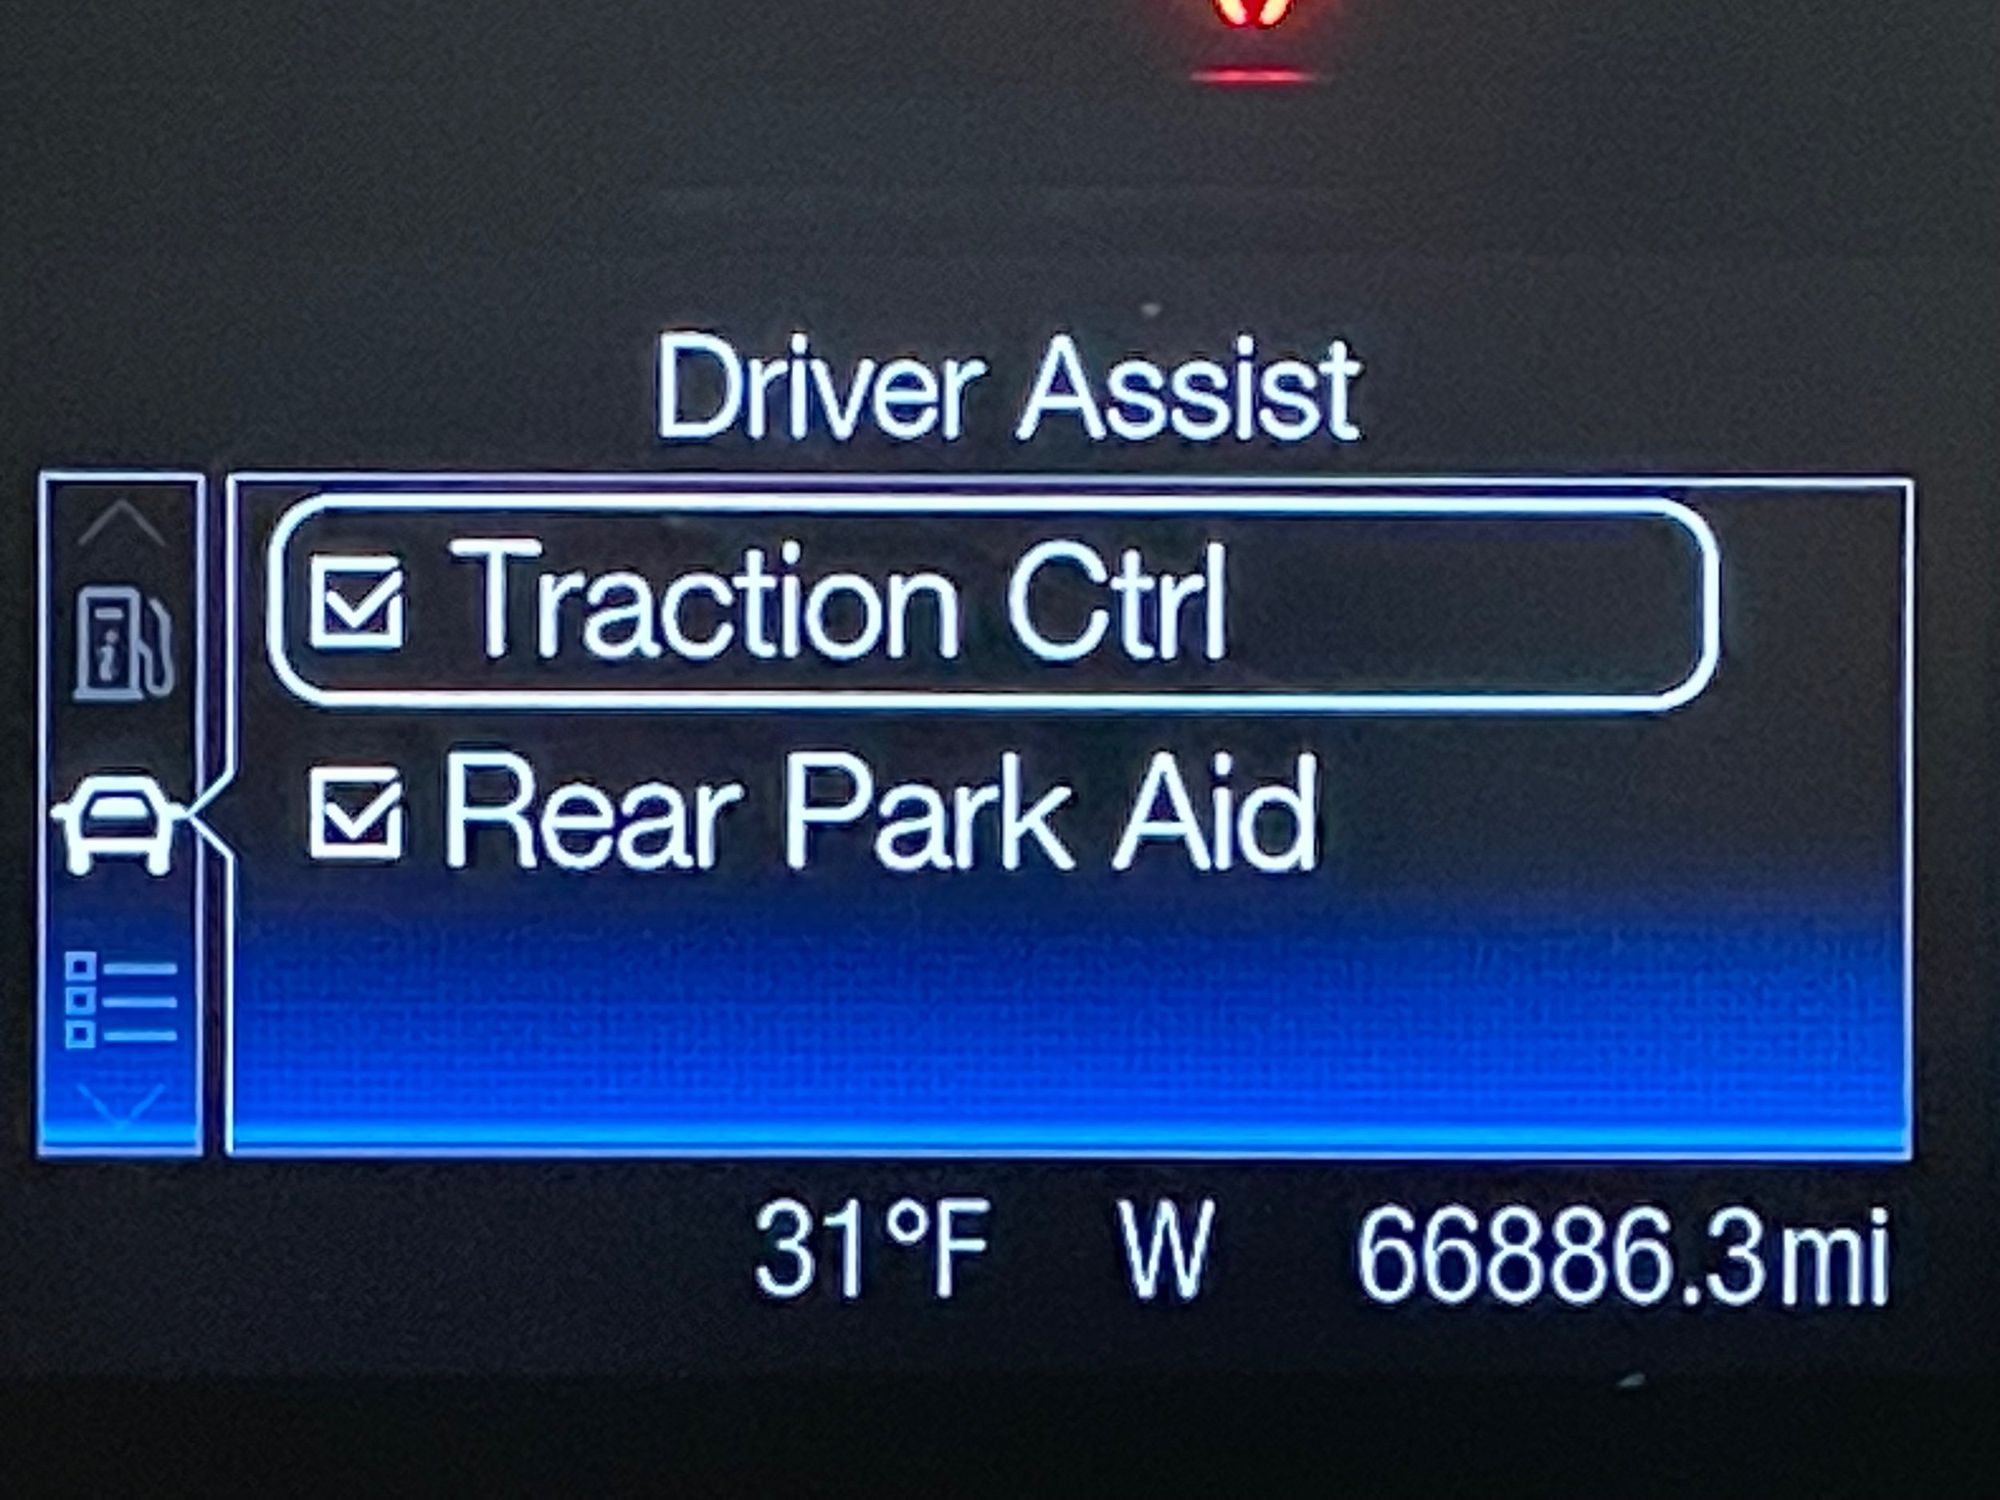 Driver Assist
Traction Ctrl
Rear Park Aid
31°F W 66886.3mi